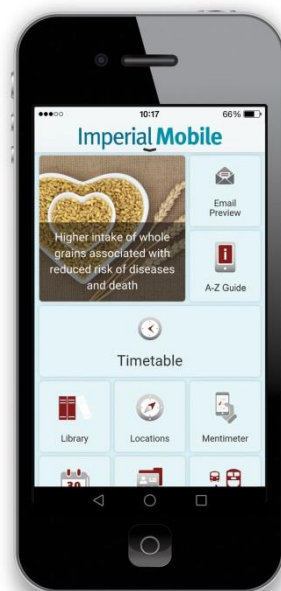 10:17
66%
Imperial Mobile
Higher intake of whole
grains associated with
reduced risk of diseases
and death
Email
Preview
i
A-Z Guide
Timetable
Library
Locations
Mentimeter
30